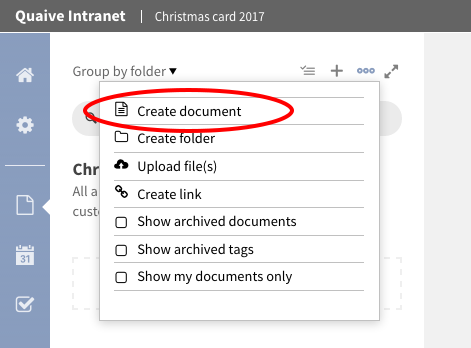 Quaive Intranet
Christmas card 2017
Group by folder
Create document
Create folder
Upload file(s)
Create link
Show archived documents
Show archived tags
Show my documents only
Chr
All a
custo
31